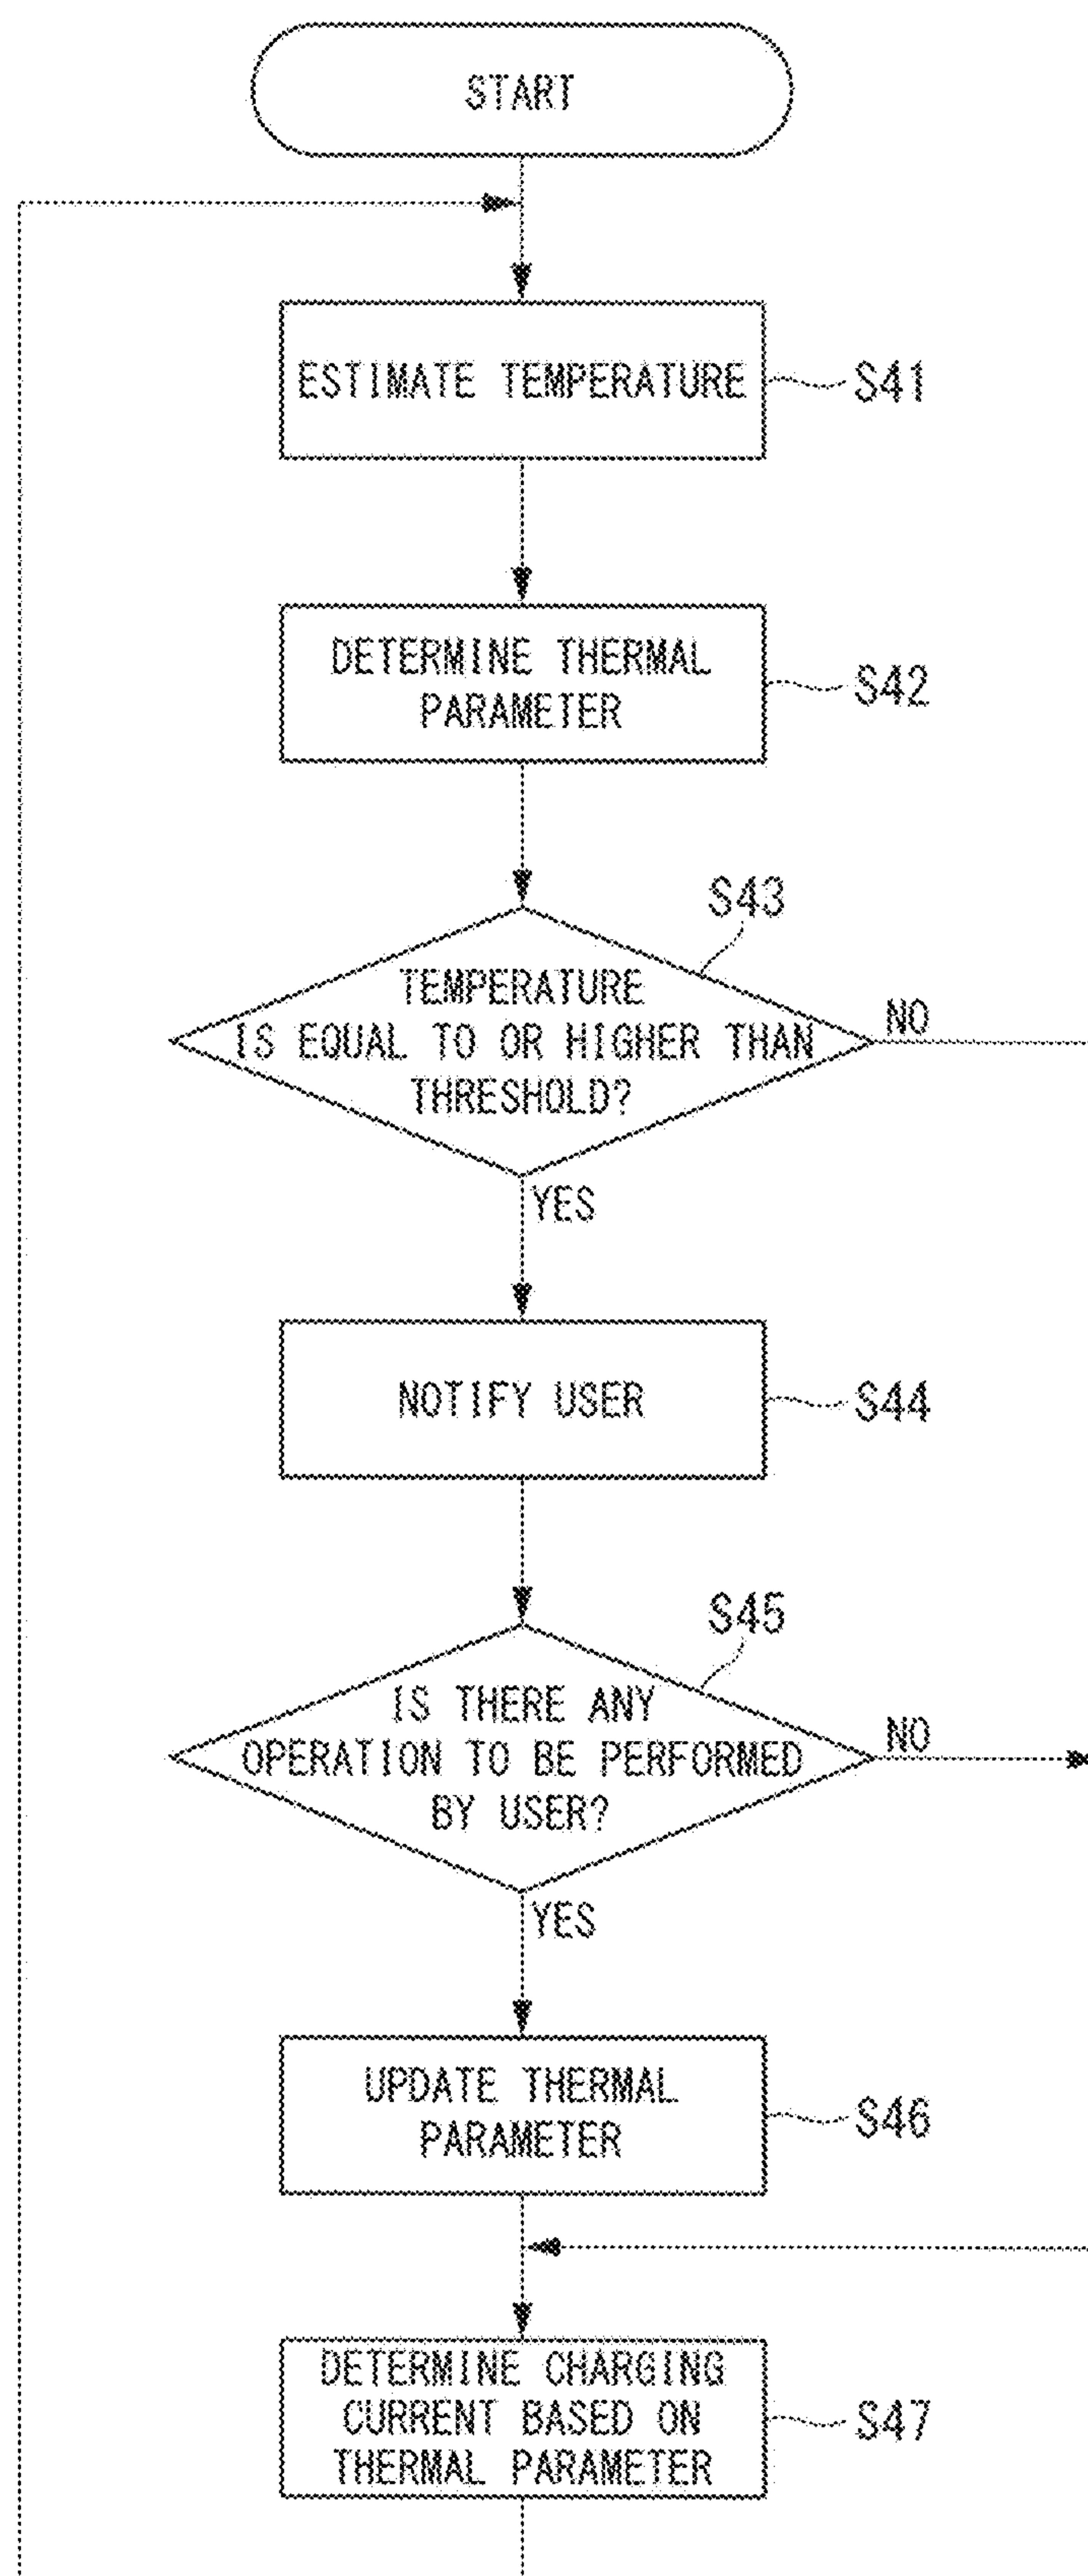 START
ESTIMATE TEMPERATURE
S41
DETERMINE THERMAL
PARAMETER
S42
S43
TEMPERATURE
IS EQUAL TO OR HIGHER THAN
THRESHOLD?
NO
YES
NOTIFY USER
S44
S45
IS THERE ANY
OPERATION TO BE PERFORMED
BY USER?
NO
YES
UPDATE THERMAL
PARAMETER
S46
DETERMINE CHARGING
CURRENT BASED ON
THERMAL PARAMETER
S47